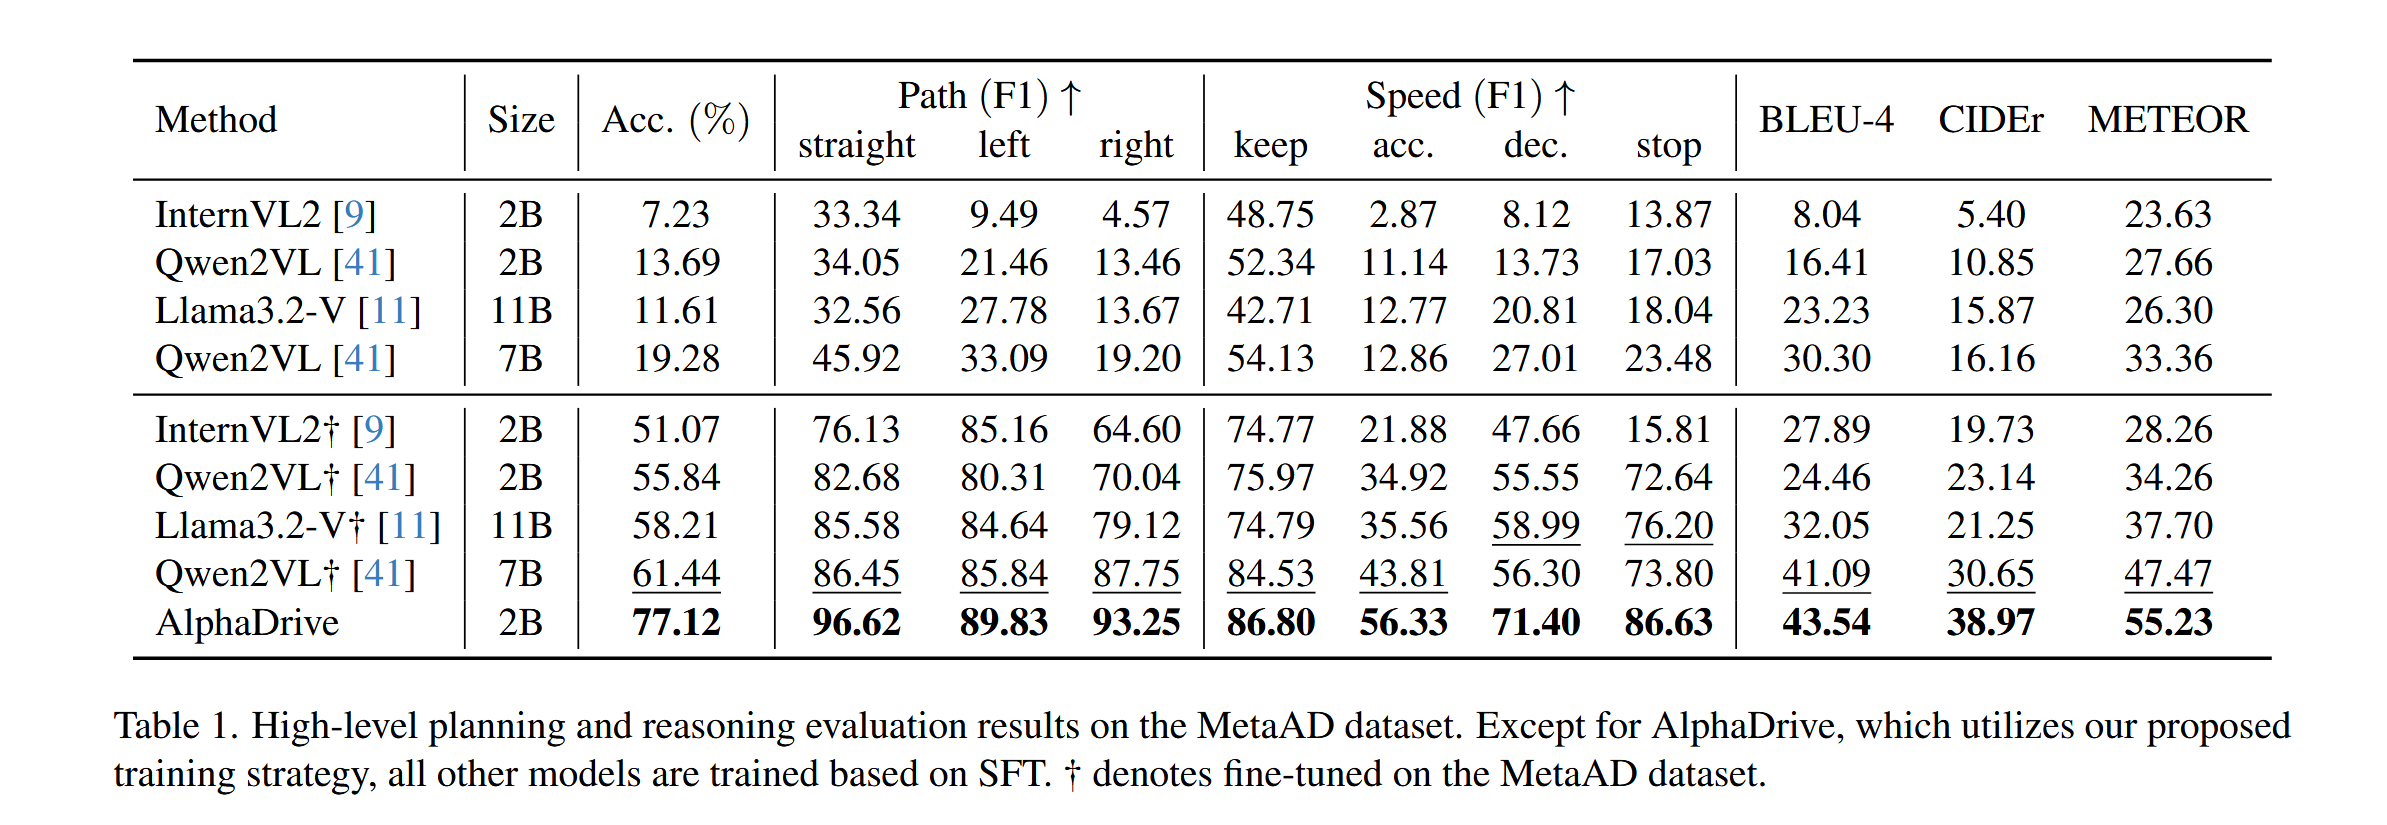 Method Size Acc. (%) Path (F1) ↑ Speed (F1) ↑ BLEU-4 CIDEr METEOR
straight left right keep acc. dec. stop
InternVL2 [9] 2B 7.23 33.34 9.49 4.57 48.75 2.87 8.12 13.87 8.04 5.40 23.63
Qwen2VL [41] 2B 13.69 34.05 21.46 13.46 52.34 11.14 13.73 17.03 16.41 10.85 27.66
Llama3.2-V [11] 11B 11.61 32.56 27.78 13.67 42.71 12.77 20.81 18.04 23.23 15.87 26.30
Qwen2VL [41] 7B 19.28 45.92 33.09 19.20 54.13 12.86 27.01 23.48 30.30 16.16 33.36
InternVL2† [9] 2B 51.07 76.13 85.16 64.60 74.77 21.88 47.66 15.81 27.89 19.73 28.26
Qwen2VL† [41] 2B 55.84 82.68 80.31 70.04 75.97 34.92 55.55 72.64 24.46 23.14 34.26
Llama3.2-V† [11] 11B 58.21 85.58 84.64 79.12 74.79 35.56 58.99 76.20 32.05 21.25 37.70
Qwen2VL† [41] 7B 61.44 86.45 85.84 87.75 84.53 43.81 56.30 73.80 41.09 30.65 47.47
AlphaDrive 2B 77.12 96.62 89.83 93.25 86.80 56.33 71.40 86.63 43.54 38.97 55.23
Table 1. High-level planning and reasoning evaluation results on the MetaAD dataset. Except for AlphaDrive, which utilizes our proposed
training strategy, all other models are trained based on SFT. † denotes fine-tuned on the MetaAD dataset.